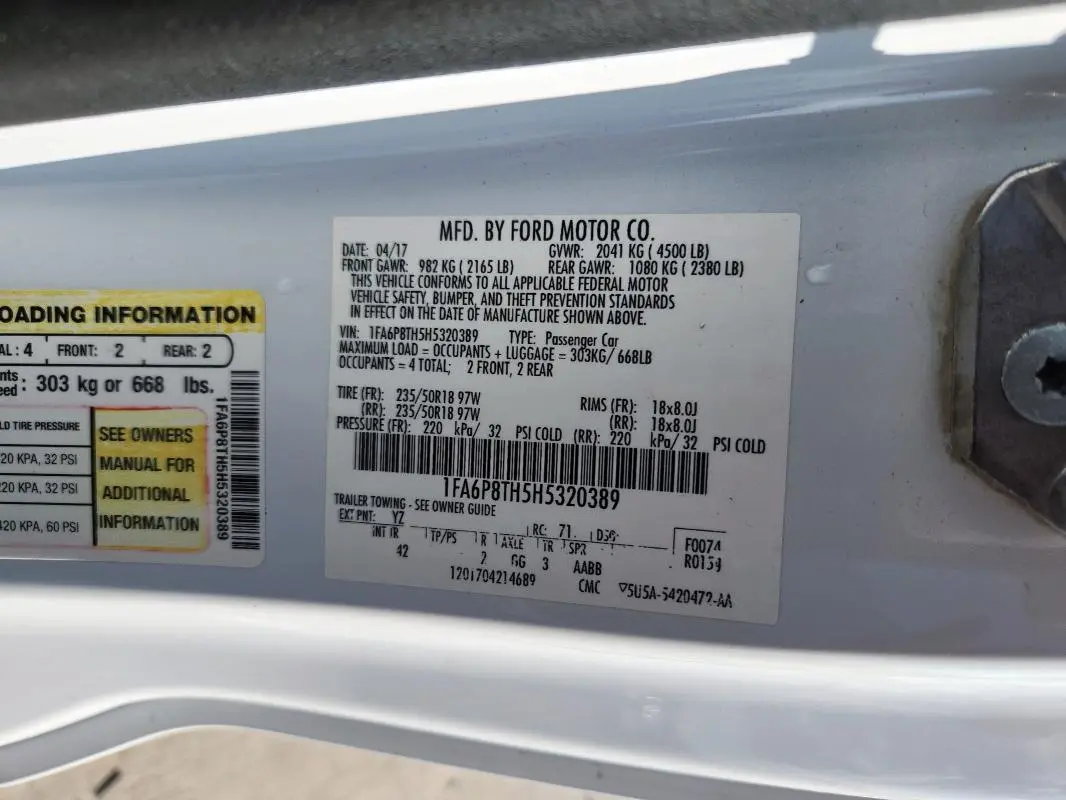 OADING INFORMATION
AL: 4 FRONT: 2 REAR: 2
nts
eed : 303 kg or 668 lbs.
LD TIRE PRESSURE
20 KPA, 32 PSI
220 KPA, 32 PSI
420 KPA, 60 PSI
SEE OWNERS
MANUAL FOR
ADDITIONAL
INFORMATION
1FA6P8TH5H5320389
MFD. BY FORD MOTOR CO.
DATE: 04/17 GVWR: 2041 KG ( 4500 LB)
FRONT GAWR: 982 KG ( 2165 LB) REAR GAWR: 1080 KG ( 2380 LB)
THIS VEHICLE CONFORMS TO ALL APPLICABLE FEDERAL MOTOR
VEHICLE SAFETY, BUMPER, AND THEFT PREVENTION STANDARDS
IN EFFECT ON THE DATE OF MANUFACTURE SHOWN ABOVE.
VIN: 1FA6P8TH5H5320389 TYPE: Passenger Car
MAXIMUM LOAD = OCCUPANTS + LUGGAGE = 303KG/ 668LB
OCCUPANTS = 4 TOTAL; 2 FRONT, 2 REAR
TIRE (FR): 235/50R18 97W RIMS (FR): 18x8.0J
(RR): 235/50R18 97W (RR): 18x8.0J
PRESSURE (FR): 220 kPa/ 32 PSI COLD (RR): 220 kPa/ 32 PSI COLD
1FA6P8TH5H5320389
TRAILER TOWING - SEE OWNER GUIDE
EXT PNT: YZ RC: 71 DSO: F0074
INT TR TP/PS R AXLE TR SPR
42 2 GG 3 AABB
1201704214689 CMC 5U5A-5420472-AA